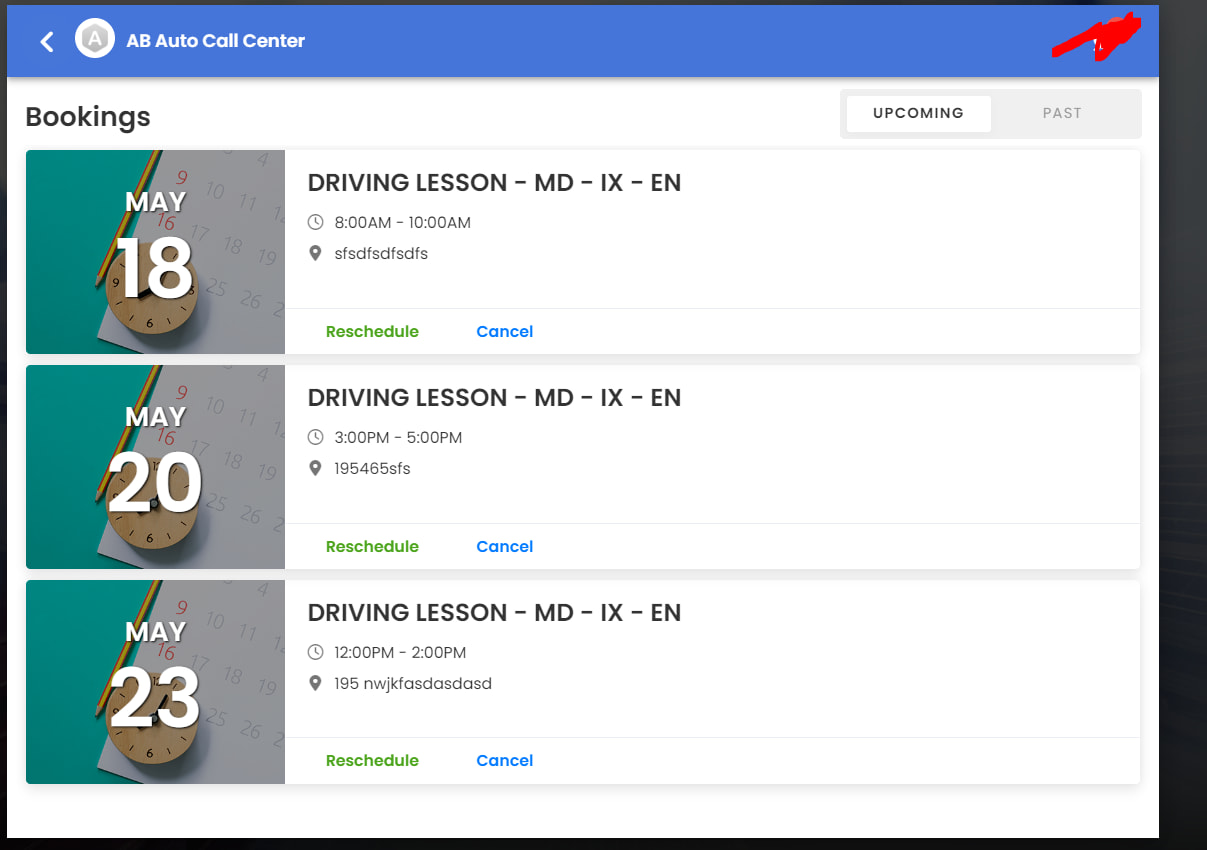 A AB Auto Call Center
Bookings
UPCOMING PAST
MAY
18
DRIVING LESSON - MD - IX - EN
8:00AM - 10:00AM
sfsdfsdfsdfs
Reschedule Cancel
MAY
20
DRIVING LESSON - MD - IX - EN
3:00PM - 5:00PM
195465sfs
Reschedule Cancel
MAY
23
DRIVING LESSON - MD - IX - EN
12:00PM - 2:00PM
195 nwjkfasdasdasd
Reschedule Cancel